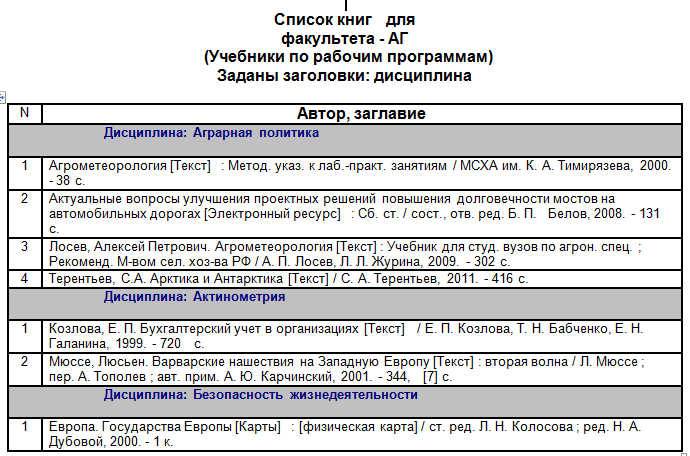 Список книг для
факультета - АГ
(Учебники по рабочим программам)
Заданы заголовки: дисциплина
N Автор, заглавие
Дисциплина: Аграрная политика
1 Агрометеорология [Текст] : Метод. указ. к лаб.-практ. занятиям / МСХА им. К. А. Тимирязева, 2000.
- 38 с.
2 Актуальные вопросы улучшения проектных решений повышения долговечности мостов на
автомобильных дорогах [Электронный ресурс] : Сб. ст. / сост., отв. ред. Б. П. Белов, 2008. - 131
с.
3 Лосев, Алексей Петрович. Агрометеорология [Текст] : Учебник для студ. вузов по агрон. спец. ;
Рекоменд. М-вом сел. хоз-ва РФ / А. П. Лосев, Л. Л. Журина, 2009. - 302 с.
4 Терентьев, С.А. Арктика и Антарктика [Текст] / С. А. Терентьев, 2011. - 416 с.
Дисциплина: Актинометрия
1 Козлова, Е. П. Бухгалтерский учет в организациях [Текст] / Е. П. Козлова, Т. Н. Бабченко, Е. Н.
Галанина, 1999. - 720 с.
2 Мюссе, Люсьен. Варварские нашествия на Западную Европу [Текст] : вторая волна / Л. Мюссе ;
пер. А. Тополев ; авт. прим. А. Ю. Карчинский, 2001. - 344, [7] с.
Дисциплина: Безопасность жизнедеятельности
1 Европа. Государства Европы [Карты] : [физическая карта] / ст. ред. Л. Н. Колосова ; ред. Н. А.
Дубовой, 2000. - 1 к.